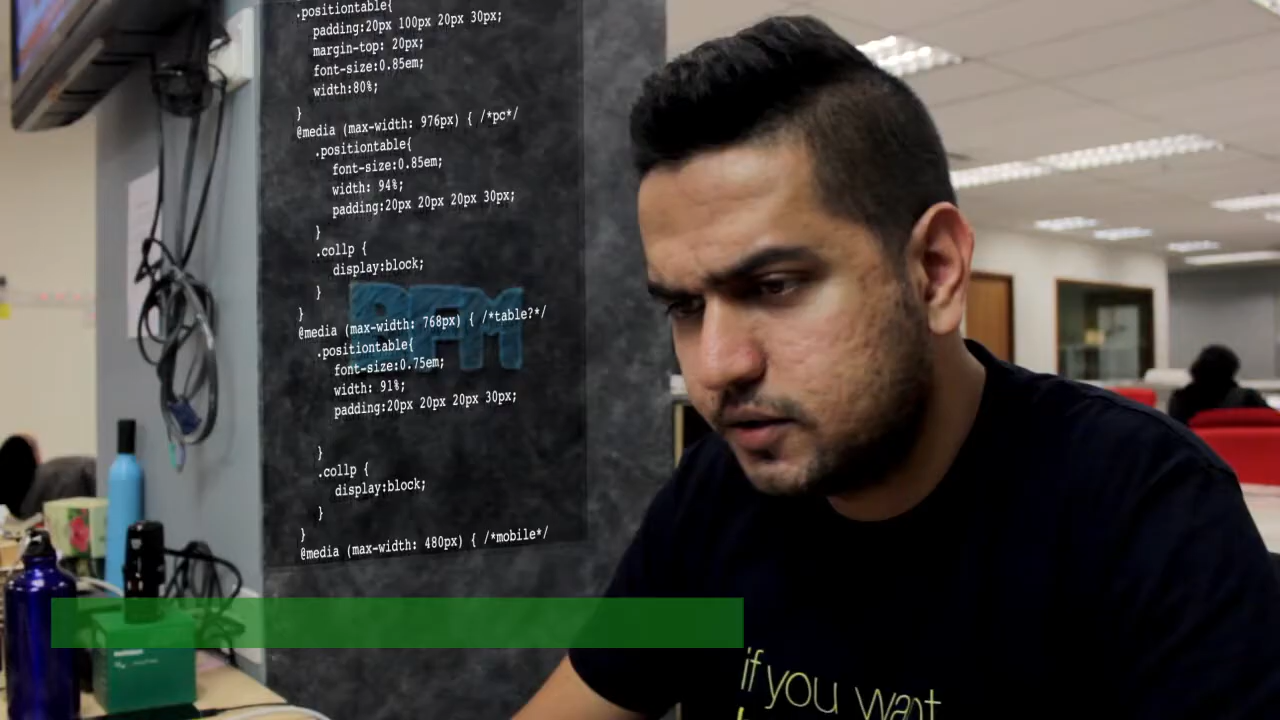 .positiontable{
padding:20px 100px 20px 30px;
margin-top: 20px;
font-size:0.85em;
width:80%;
}
@media (max-width: 976px) { /*pc*/
.positiontable{
font-size:0.85em;
width: 94%;
padding:20px 20px 20px 30px;
}
.collp {
display:block;
}
}
@media (max-width: 768px) { /*table?*/
BFM
.positiontable{
font-size:0.75em;
width: 91%;
padding:20px 20px 20px 30px;
}
.collp {
display:block;
}
}
@media (max-width: 480px) { /*mobile*/
if you want